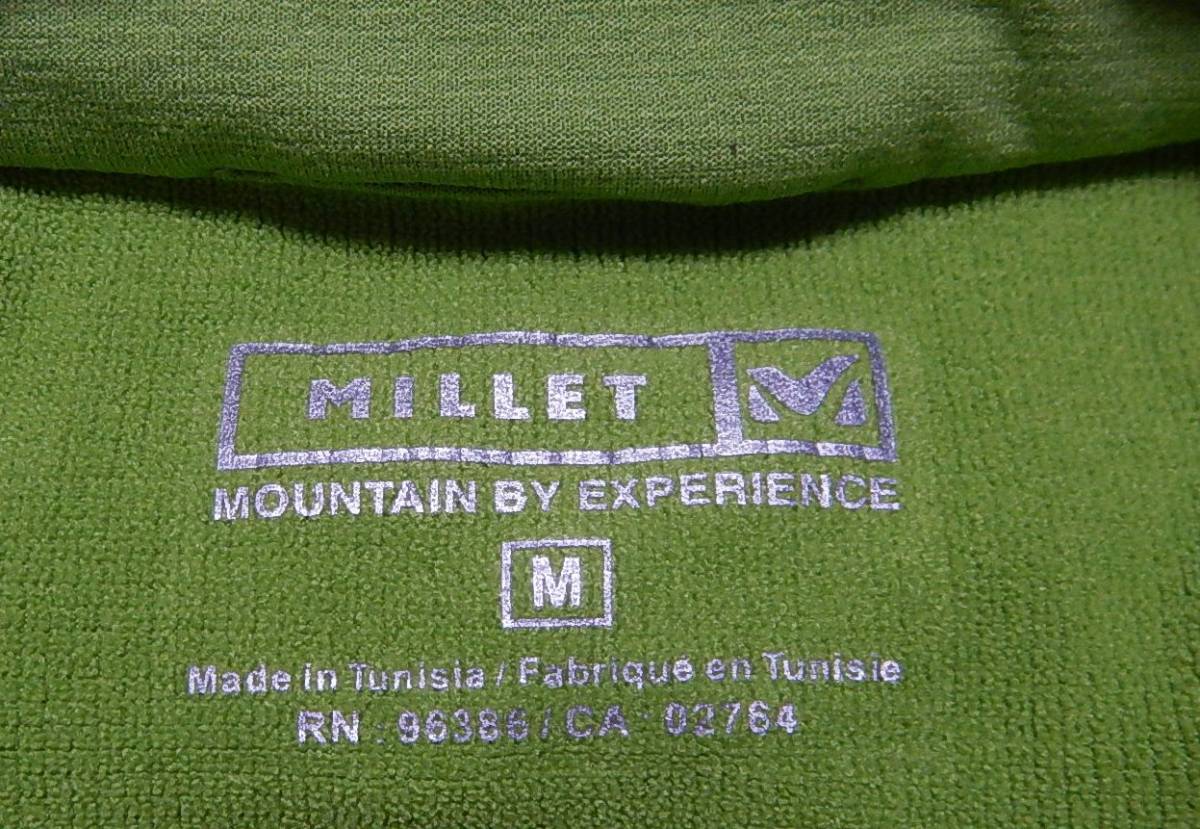 MILLET
MOUNTAIN BY EXPERIENCE
M
Made in Tunisia / Fabriqué en Tunisie
RN : 96386 / CA : 02764